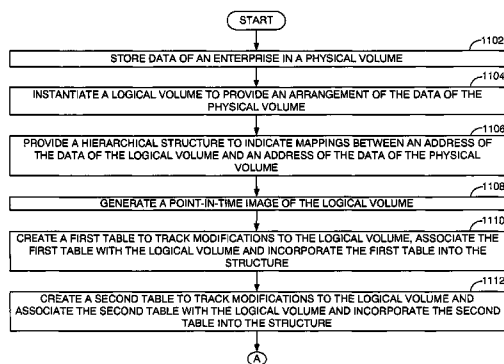 START
1102
STORE DATA OF AN ENTERPRISE IN A PHYSICAL VOLUME
1104
INSTANTIATE A LOGICAL VOLUME TO PROVIDE AN ARRANGEMENT OF THE DATA OF THE
PHYSICAL VOLUME
1106
PROVIDE A HIERARCHICAL STRUCTURE TO INDICATE MAPPINGS BETWEEN AN ADDRESS OF
THE DATA OF THE LOGICAL VOLUME AND AN ADDRESS OF THE DATA OF THE PHYSICAL
VOLUME
1108
GENERATE A POINT-IN-TIME IMAGE OF THE LOGICAL VOLUME
1110
CREATE A FIRST TABLE TO TRACK MODIFICATIONS TO THE LOGICAL VOLUME, ASSOCIATE
THE FIRST TABLE WITH THE LOGICAL VOLUME AND INCORPORATE THE FIRST TABLE INTO THE
STRUCTURE
1112
CREATE A SECOND TABLE TO TRACK MODIFICATIONS TO THE LOGICAL VOLUME AND
ASSOCIATE THE SECOND TABLE WITH THE LOGICAL VOLUME AND INCORPORATE THE SECOND
TABLE INTO THE STRUCTURE
A